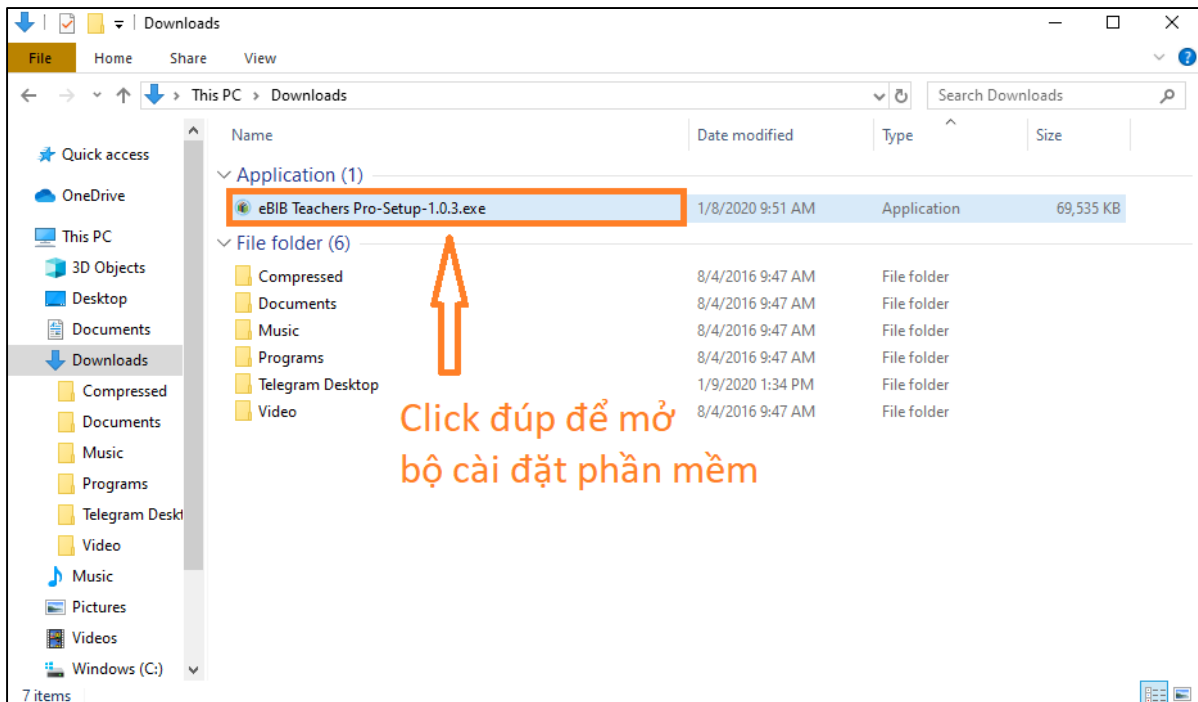 Downloads
File Home Share View
This PC > Downloads
Search Downloads
Name Date modified Type Size
Quick access
OneDrive
This PC
3D Objects
Desktop
Documents
Downloads
Compressed
Documents
Music
Programs
Telegram Deskt
Video
Music
Pictures
Videos
Windows (C:)
Application (1)
eBIB Teachers Pro-Setup-1.0.3.exe 1/8/2020 9:51 AM Application 69,535 KB
File folder (6)
Compressed 8/4/2016 9:47 AM File folder
Documents 8/4/2016 9:47 AM File folder
Music 8/4/2016 9:47 AM File folder
Programs 8/4/2016 9:47 AM File folder
Telegram Desktop 1/9/2020 1:34 PM File folder
Video 8/4/2016 9:47 AM File folder
Click đúp để mở
bộ cài đặt phần mềm
7 items